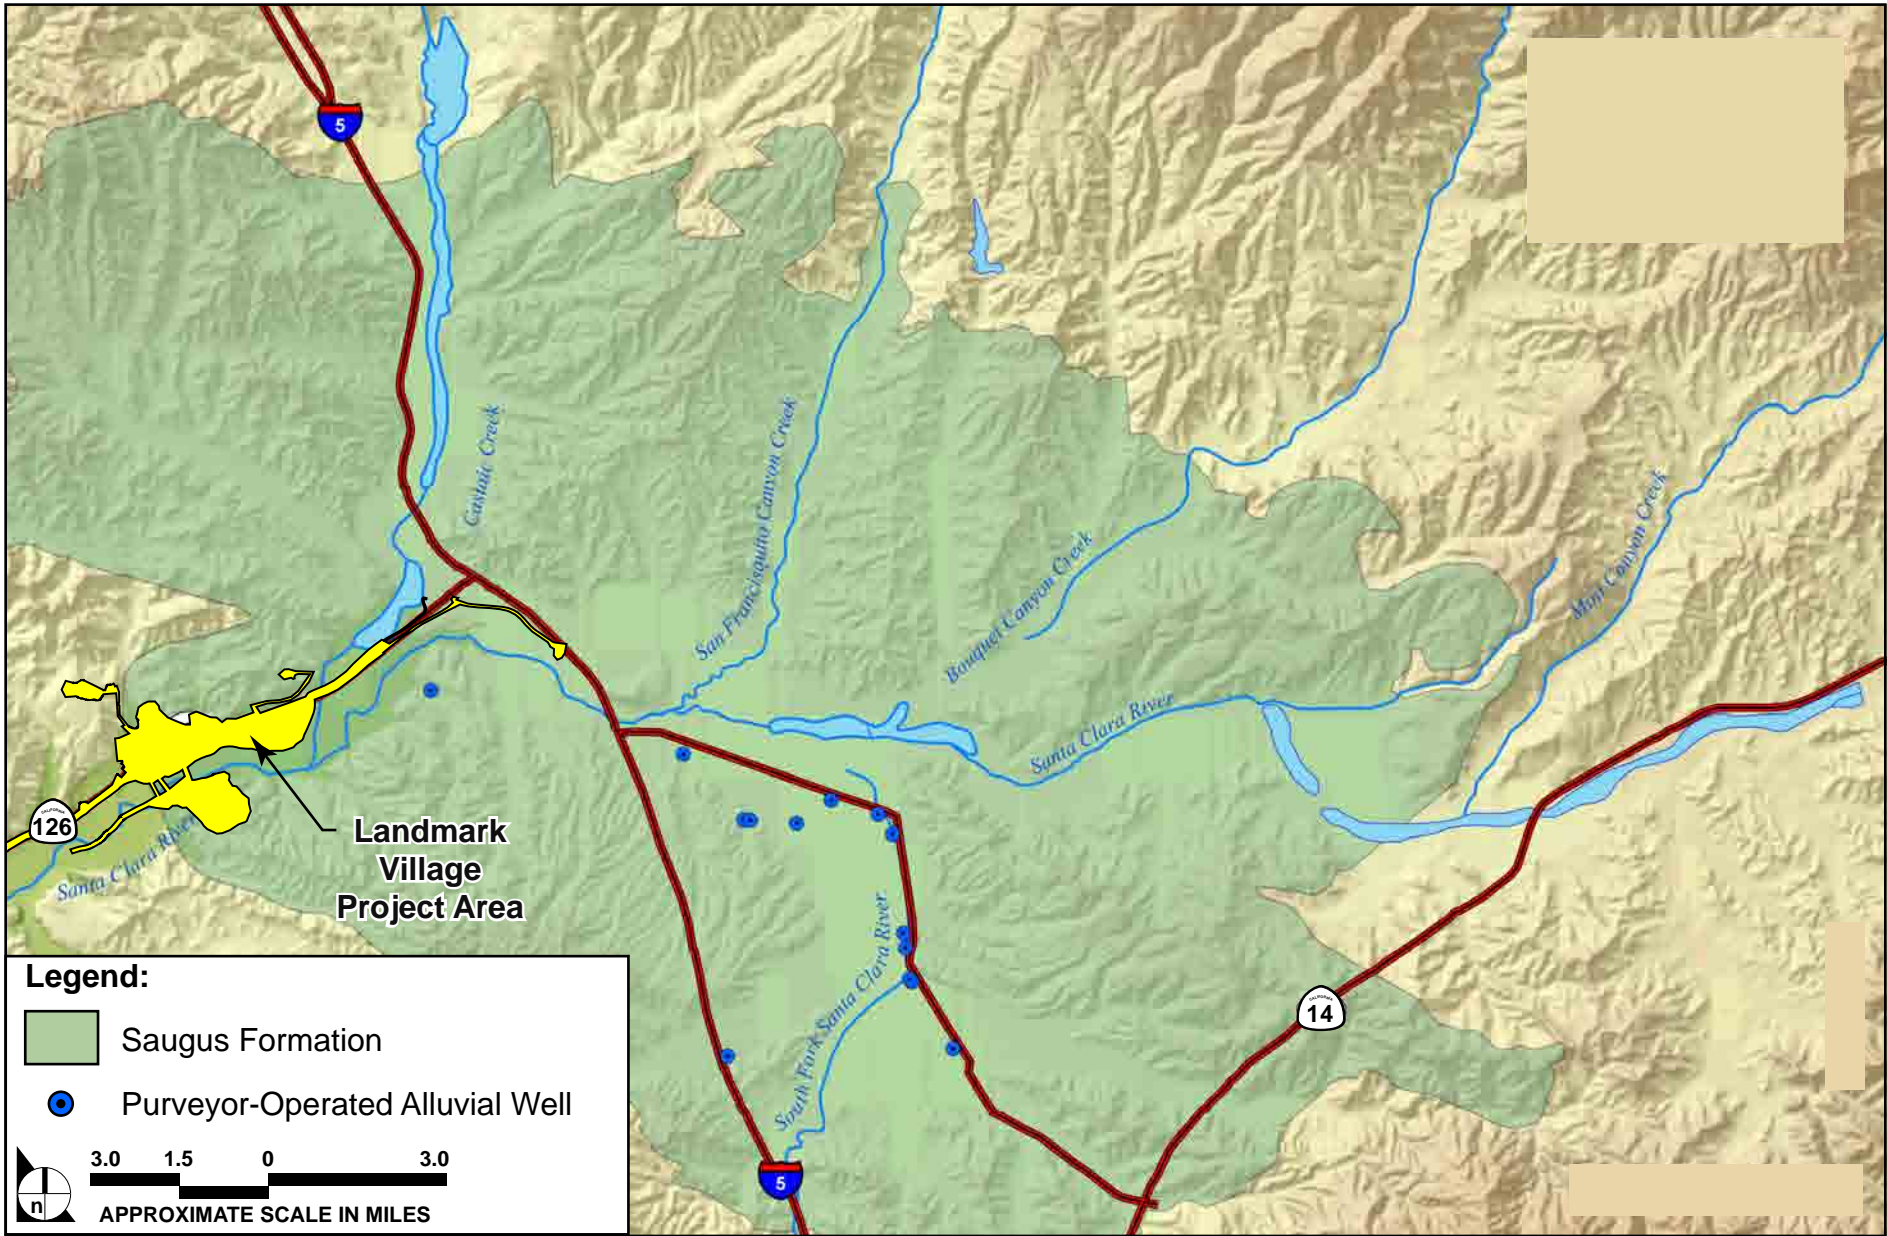 5
Castaic Creek
San Francisquito Canyon Creek
Bouquet Canyon Creek
Mint Canyon Creek
Santa Clara River
CALIFORNIA
126
Santa Clara River
Landmark
Village
Project Area
South Fork Santa Clara River
CALIFORNIA
14
5
Legend:
Saugus Formation
Purveyor-Operated Alluvial Well
n
3.0 1.5 0 3.0
APPROXIMATE SCALE IN MILES